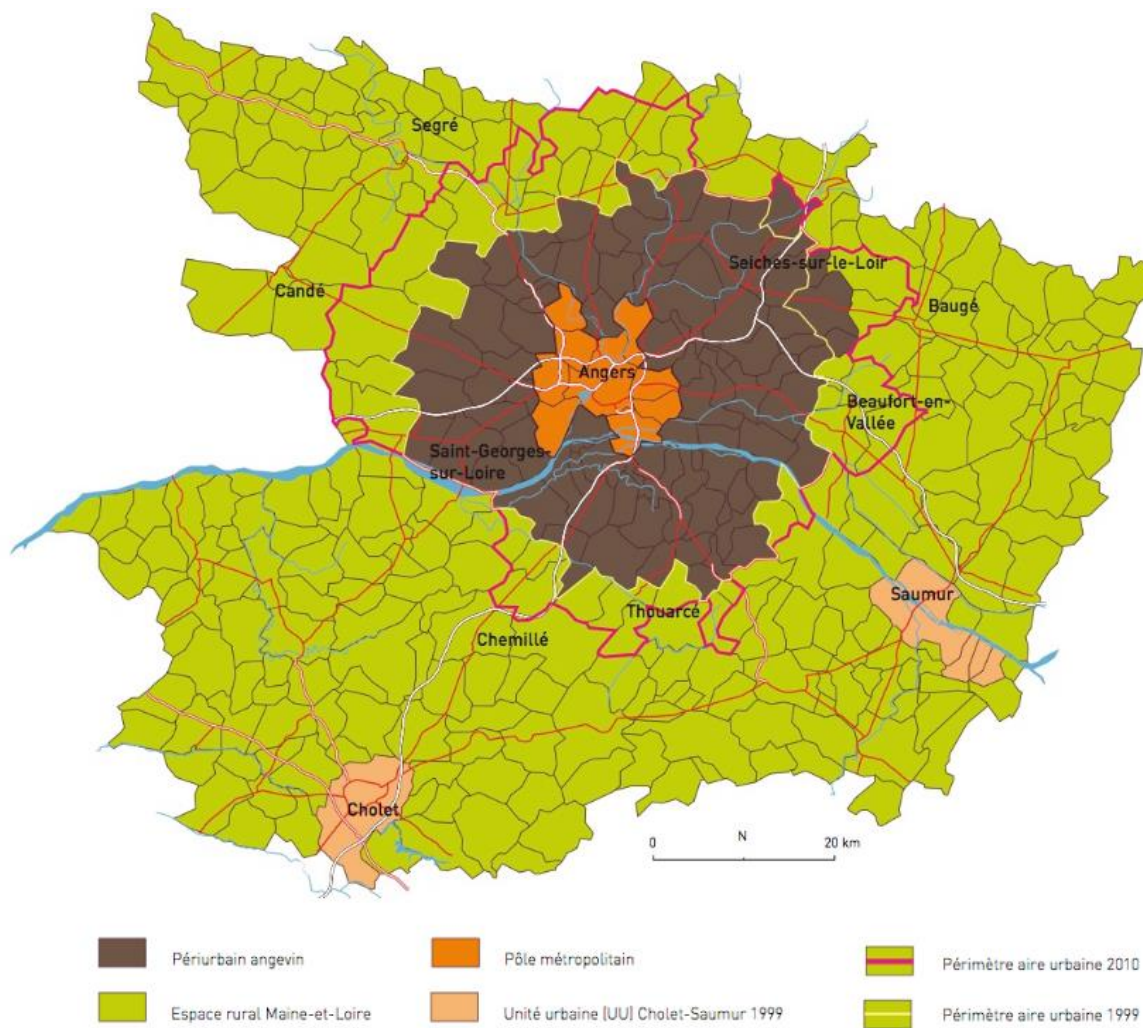 Segré
Seiches-sur-le-Loir
Candé
Baugé
Angers
Beaufort-en-
Vallée
Saint-Georges-
sur-Loire
Saumur
Thouarcé
Chemillé
Cholet
0 N 20 km
Périurbain angevin
Pôle métropolitain
Périmètre aire urbaine 2010
Espace rural Maine-et-Loire
Unité urbaine (UU) Cholet-Saumur 1999
Périmètre aire urbaine 1999